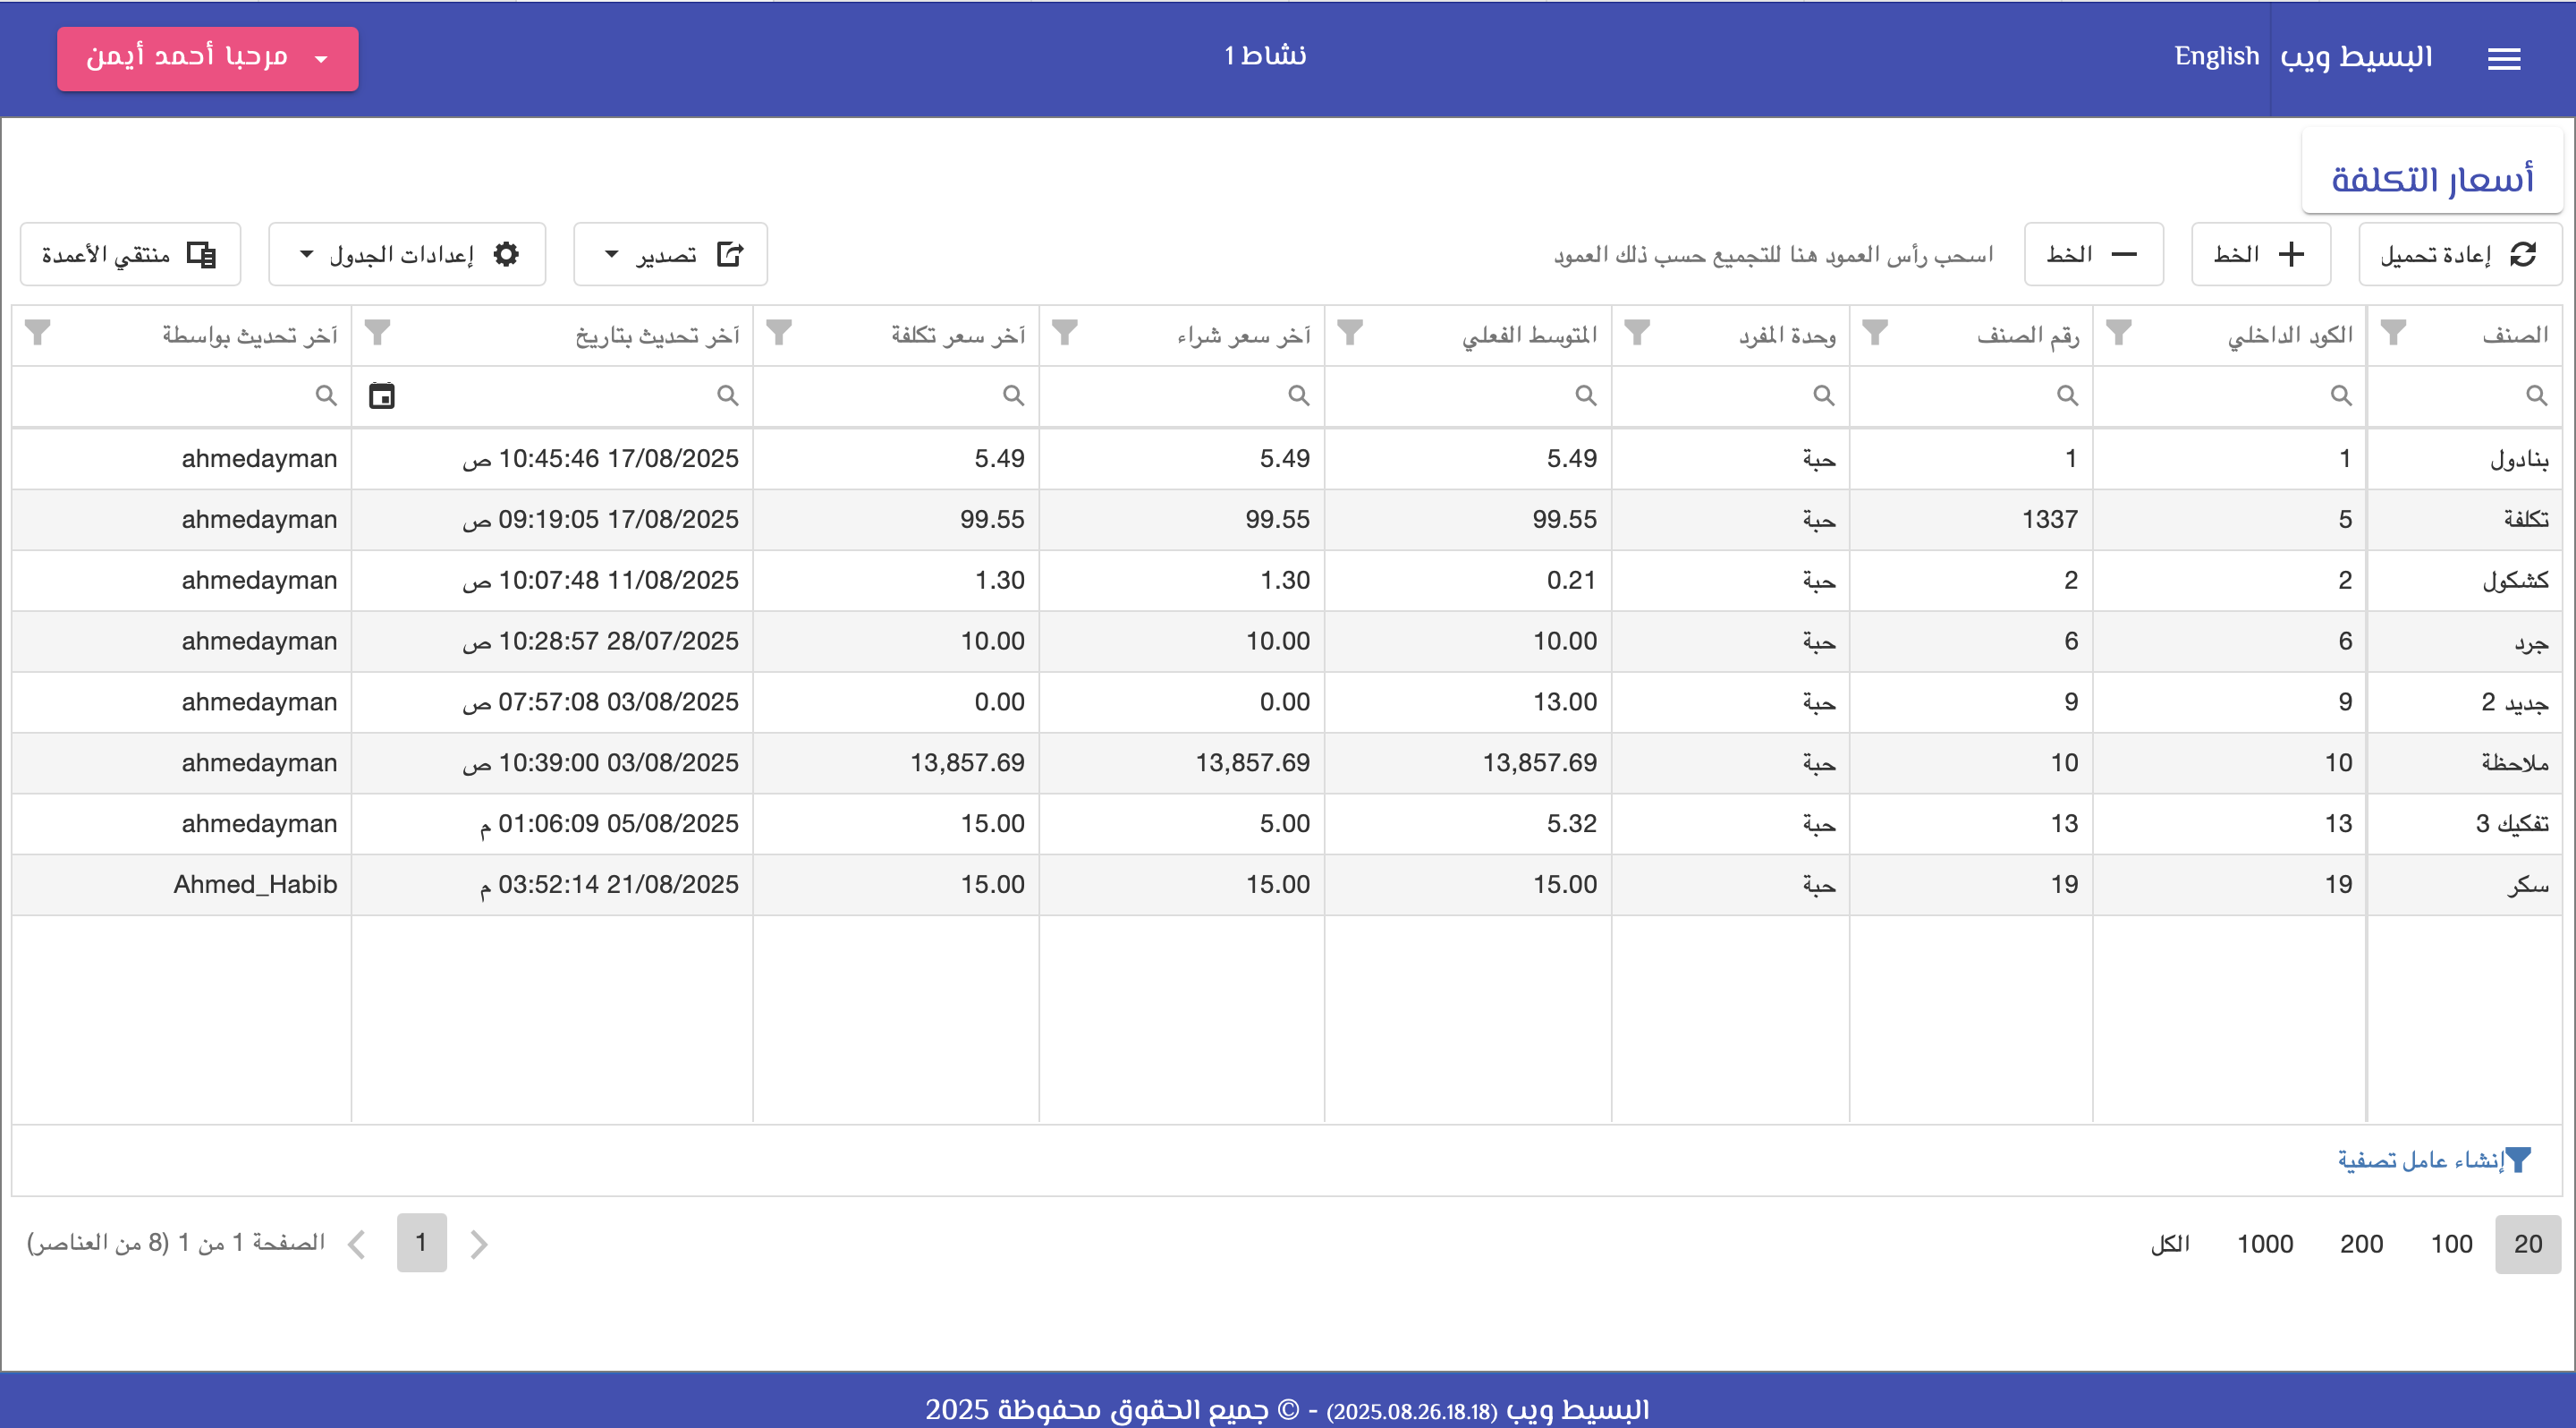 البسيط ويب English نشاط 1 مرحبا أحمد أيمن
أسعار التكلفة
إعادة تحميل + الخط — الخط اسحب رأس العمود هنا للتجميع حسب ذلك العمود تصدير إعدادات الجدول منتقي الأعمدة
الصنف الكود الداخلي رقم الصنف وحدة المفرد المتوسط الفعلي آخر سعر شراء آخر سعر تكلفة آخر تحديث بتاريخ آخر تحديث بواسطة
بنادول 1 1 حبة 5.49 5.49 5.49 17/08/2025 10:45:46 ص ahmedayman
تكلفة 5 1337 حبة 99.55 99.55 99.55 17/08/2025 09:19:05 ص ahmedayman
كشكول 2 2 حبة 0.21 1.30 1.30 11/08/2025 10:07:48 ص ahmedayman
جرد 6 6 حبة 10.00 10.00 10.00 28/07/2025 10:28:57 ص ahmedayman
جديد 2 9 9 حبة 13.00 0.00 0.00 03/08/2025 07:57:08 ص ahmedayman
ملاحظة 10 10 حبة 13,857.69 13,857.69 13,857.69 03/08/2025 10:39:00 ص ahmedayman
تفكيك 3 13 13 حبة 5.32 5.00 15.00 05/08/2025 01:06:09 م ahmedayman
سكر 19 19 حبة 15.00 15.00 15.00 21/08/2025 03:52:14 م Ahmed_Habib
إنشاء عامل تصفية
20 100 200 1000 الكل 1 الصفحة 1 من 1 (8 من العناصر)
البسيط ويب (2025.08.26.18.18) - © جميع الحقوق محفوظة 2025